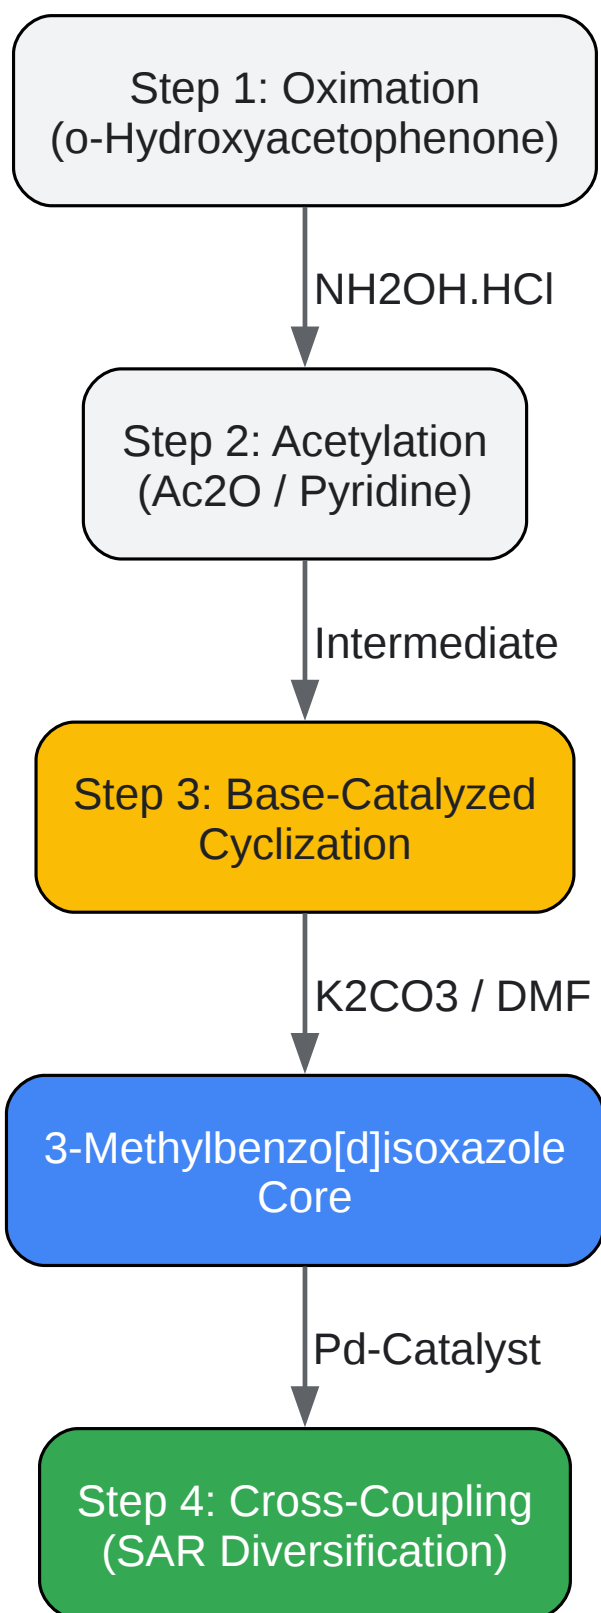 Step 1: Oximation
(o-Hydroxyacetophenone)
NH2OH.HCl
Step 2: Acetylation
(Ac2O / Pyridine)
Intermediate
Step 3: Base-Catalyzed
Cyclization
K2CO3 / DMF
3-Methylbenzo[d]isoxazole
Core
Pd-Catalyst
Step 4: Cross-Coupling
(SAR Diversification)